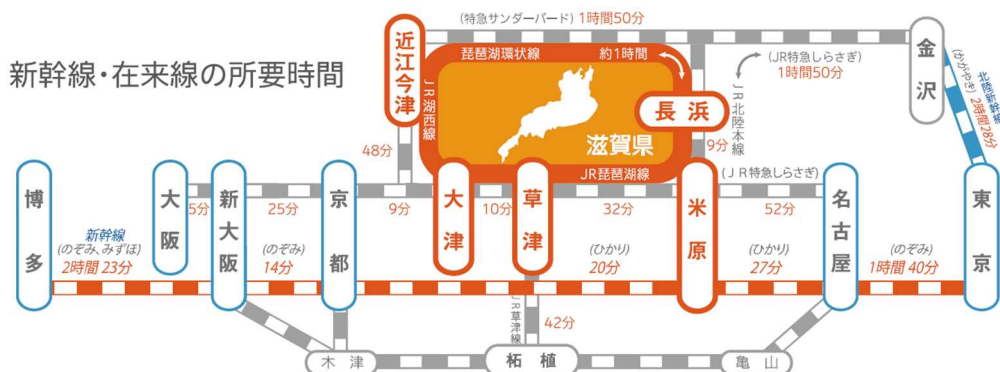 新幹線・在来線の所要時間
(特急サンダーバード) 1時間50分
近江今津
琵琶湖環状線
約1時間
(JR特急しらさぎ)
1時間50分
金沢
(かがやき)
北陸新幹線
2時間28分
JR湖西線
長浜
JR北陸本線
滋賀県
9分
48分
JR琵琶湖線
(JR特急しらさぎ)
博多
大阪
新大阪
京都
大津
草津
米原
名古屋
東京
5分
25分
9分
10分
32分
52分
新幹線
(のぞみ、みずほ)
2時間 23分
(のぞみ)
14分
(ひかり)
20分
(ひかり)
27分
(のぞみ)
1時間 40分
JR草津線
42分
木津
柘植
亀山